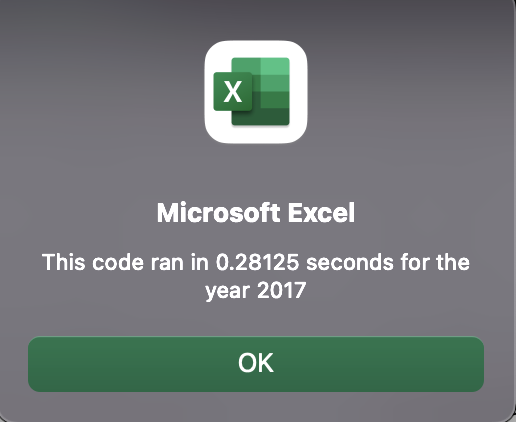 X
Microsoft Excel
This code ran in 0.28125 seconds for the
year 2017
OK